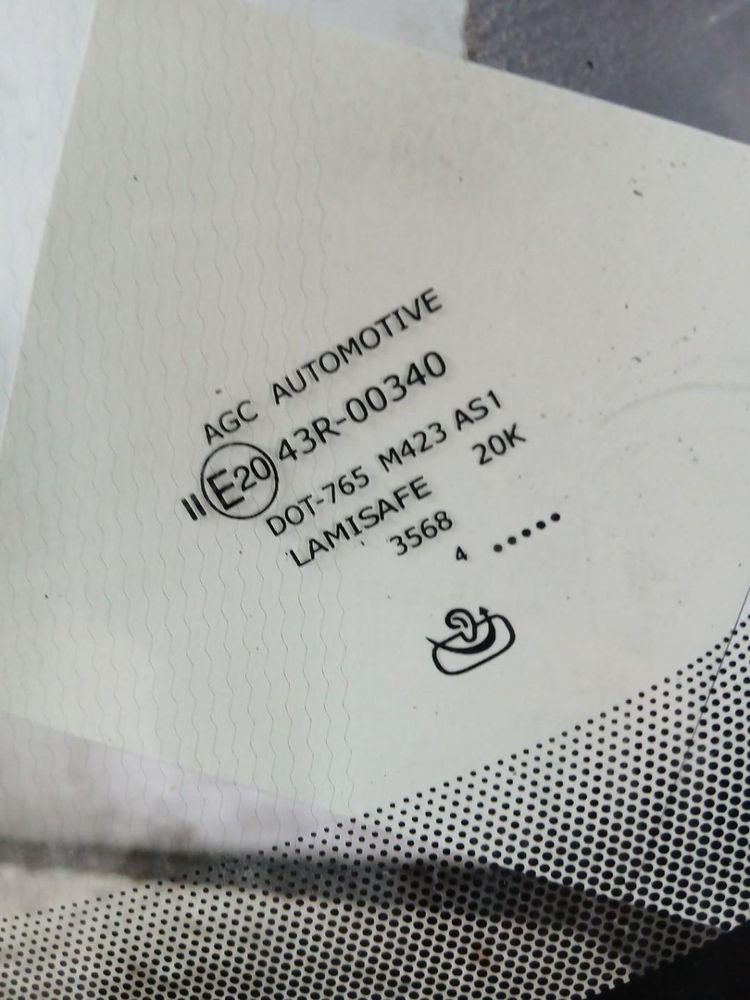 AGC AUTOMOTIVE
II E20 43R-00340
DOT-765 M423 AS1
LAMISAFE 20K
3568
4 •••••